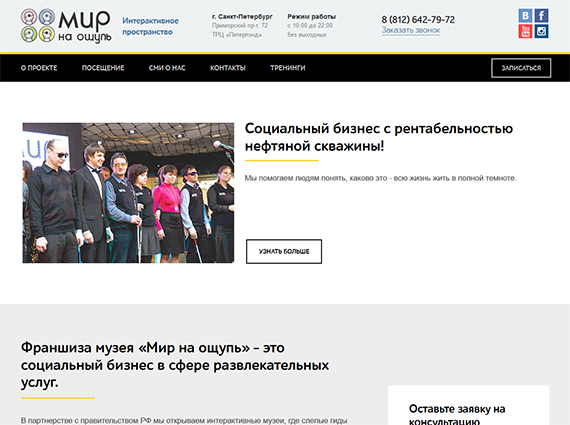 мир
на ощупь
Интерактивное
пространство
г. Санкт-Петербург
Приморский пр-т, 72
ТРЦ «Питерлэнд»
Режим работы
с 10:00 до 22:00
без выходных
8 (812) 642-79-72
Заказать звонок
О ПРОЕКТЕ ПОСЕЩЕНИЕ СМИ О НАС КОНТАКТЫ ТРЕНИНГИ ЗАПИСАТЬСЯ
Социальный бизнес с рентабельностью
нефтяной скважины!
Мы помогаем людям понять, каково это - всю жизнь жить в полной темноте.
УЗНАТЬ БОЛЬШЕ
Франшиза музея «Мир на ощупь» - это
социальный бизнес в сфере развлекательных
услуг.
В партнерстве с правительством РФ мы открываем интерактивные музеи, где слепые гиды
Оставьте заявку на
консультацию